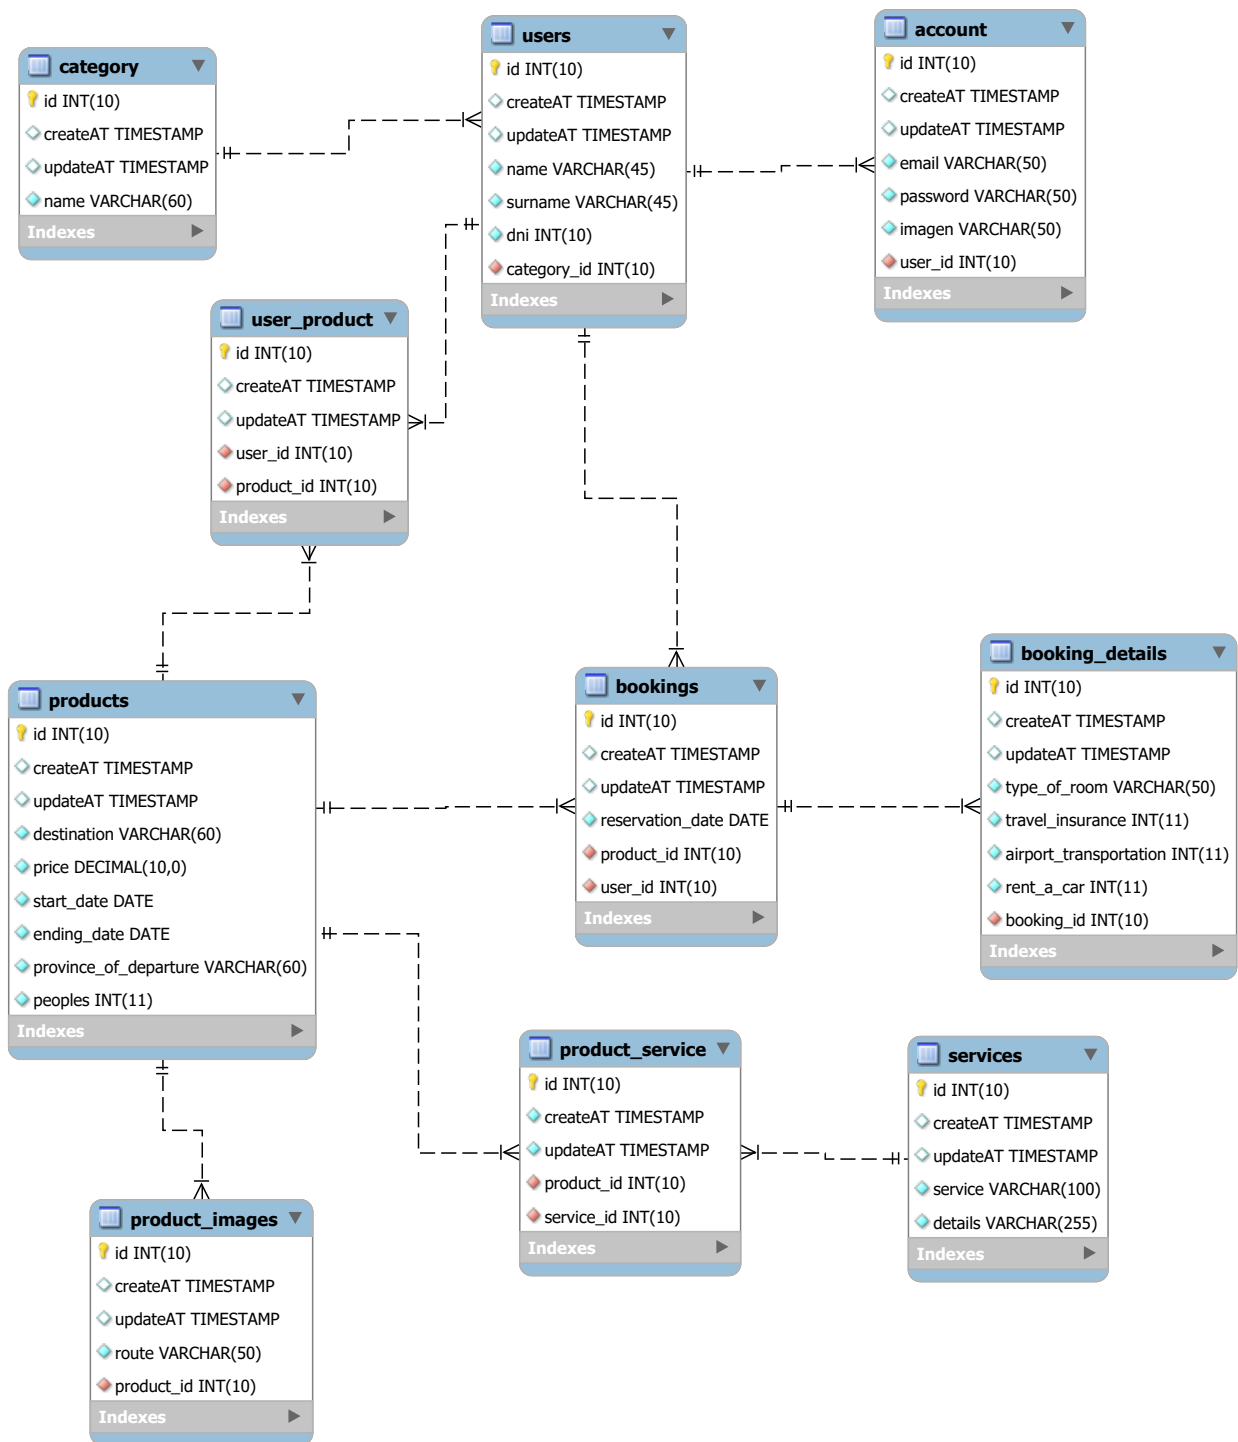 category
id INT(10)
createAT TIMESTAMP
updateAT TIMESTAMP
name VARCHAR(60)
Indexes
users
id INT(10)
createAT TIMESTAMP
updateAT TIMESTAMP
name VARCHAR(45)
surname VARCHAR(45)
dni INT(10)
category_id INT(10)
Indexes
account
id INT(10)
createAT TIMESTAMP
updateAT TIMESTAMP
email VARCHAR(50)
password VARCHAR(50)
imagen VARCHAR(50)
user_id INT(10)
Indexes
user_product
id INT(10)
createAT TIMESTAMP
updateAT TIMESTAMP
user_id INT(10)
product_id INT(10)
Indexes
products
id INT(10)
createAT TIMESTAMP
updateAT TIMESTAMP
destination VARCHAR(60)
price DECIMAL(10,0)
start_date DATE
ending_date DATE
province_of_departure VARCHAR(60)
peoples INT(11)
Indexes
bookings
id INT(10)
createAT TIMESTAMP
updateAT TIMESTAMP
reservation_date DATE
product_id INT(10)
user_id INT(10)
Indexes
booking_details
id INT(10)
createAT TIMESTAMP
updateAT TIMESTAMP
type_of_room VARCHAR(50)
travel_insurance INT(11)
airport_transportation INT(11)
rent_a_car INT(11)
booking_id INT(10)
Indexes
product_service
id INT(10)
createAT TIMESTAMP
updateAT TIMESTAMP
product_id INT(10)
service_id INT(10)
Indexes
services
id INT(10)
createAT TIMESTAMP
updateAT TIMESTAMP
service VARCHAR(100)
details VARCHAR(255)
Indexes
product_images
id INT(10)
createAT TIMESTAMP
updateAT TIMESTAMP
route VARCHAR(50)
product_id INT(10)
Indexes